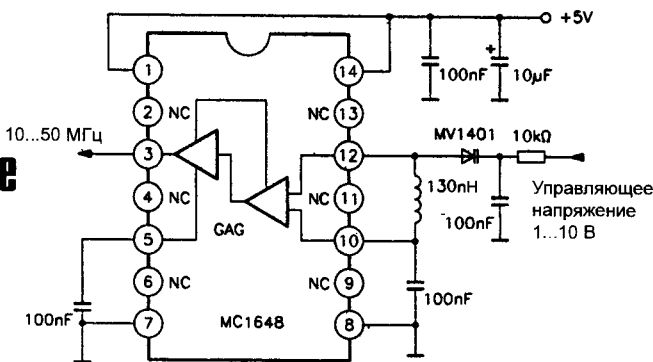 +5V
1
14
100nF
10µF
2
NC
NC
13
MV1401
10kΩ
10...50 МГц
3
12
130nH
Управляющее
напряжение
1...10 В
e
4
NC
NC
11
100nF
5
GAG
10
6
NC
NC
9
100nF
100nF
7
MC1648
8